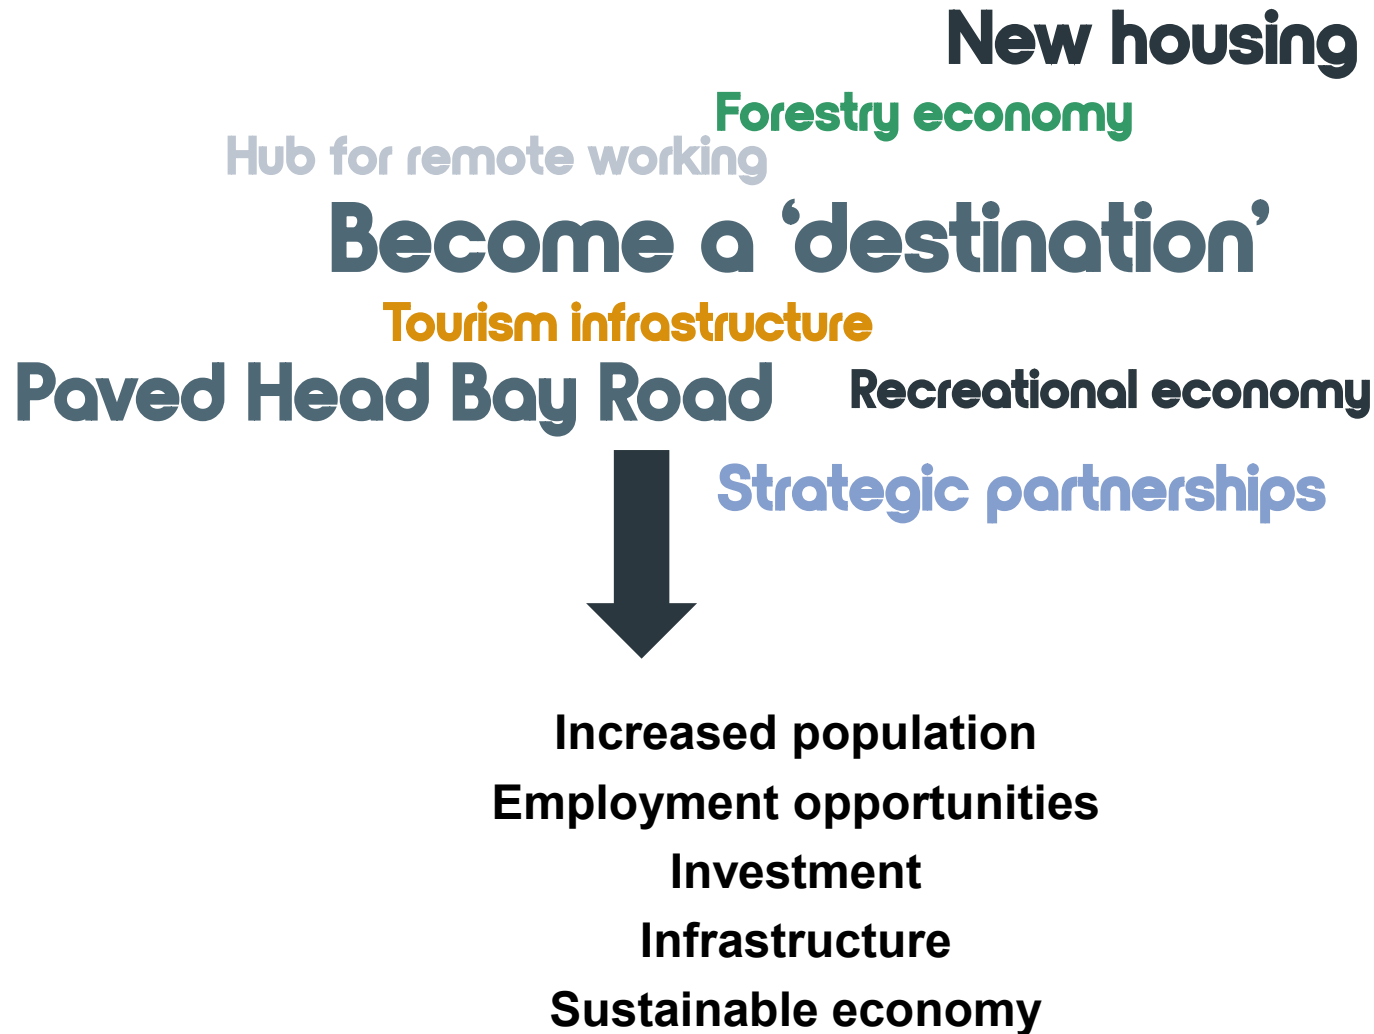 New housing
Forestry economy
Hub for remote working
Become a ‘destination’
Tourism infrastructure
Paved Head Bay Road
Recreational economy
Strategic partnerships
Increased population
Employment opportunities
Investment
Infrastructure
Sustainable economy